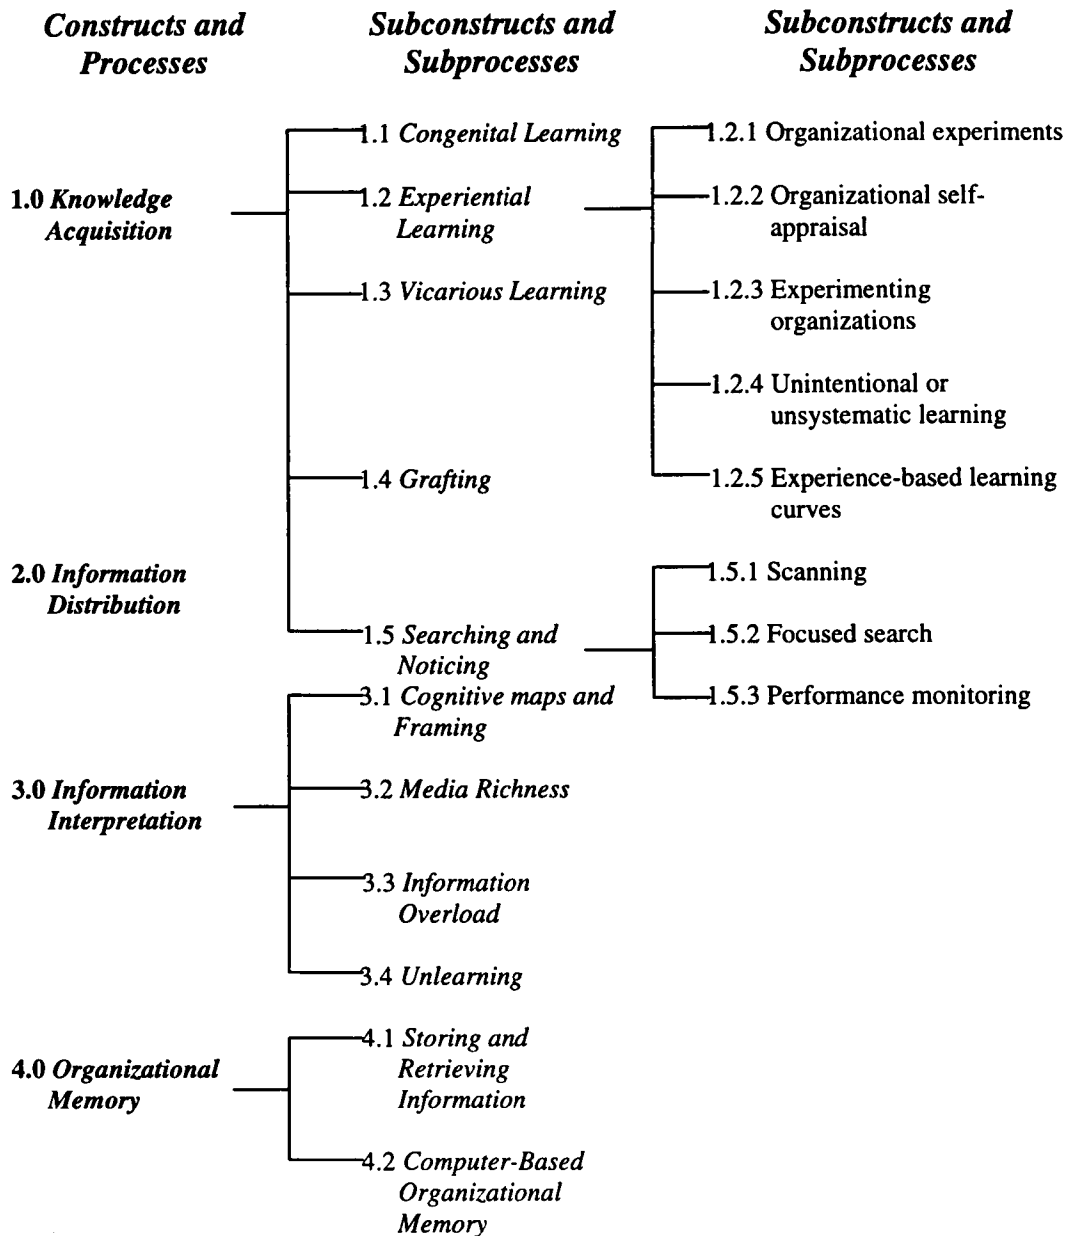 Constructs and
Processes
Subconstructs and
Subprocesses
Subconstructs and
Subprocesses
1.0 Knowledge
Acquisition
1.1 Congenital Learning
1.2 Experiential
Learning
1.3 Vicarious Learning
1.4 Grafting
1.5 Searching and
Noticing
1.2.1 Organizational experiments
1.2.2 Organizational self-
appraisal
1.2.3 Experimenting
organizations
1.2.4 Unintentional or
unsystematic learning
1.2.5 Experience-based learning
curves
1.5.1 Scanning
1.5.2 Focused search
1.5.3 Performance monitoring
2.0 Information
Distribution
3.0 Information
Interpretation
3.1 Cognitive maps and
Framing
3.2 Media Richness
3.3 Information
Overload
3.4 Unlearning
4.0 Organizational
Memory
4.1 Storing and
Retrieving
Information
4.2 Computer-Based
Organizational
Memory